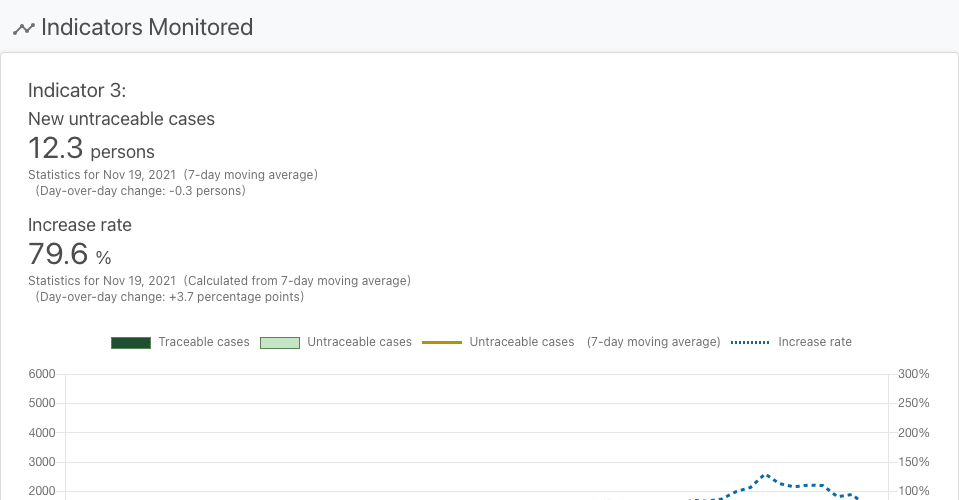 Indicators Monitored
Indicator 3:
New untraceable cases
12.3 persons
Statistics for Nov 19, 2021 (7-day moving average)
(Day-over-day change: -0.3 persons)
Increase rate
79.6 %
Statistics for Nov 19, 2021 (Calculated from 7-day moving average)
(Day-over-day change: +3.7 percentage points)
Traceable cases Untraceable cases Untraceable cases (7-day moving average) Increase rate
6000 300%
5000 250%
4000 200%
3000 150%
2000 100%